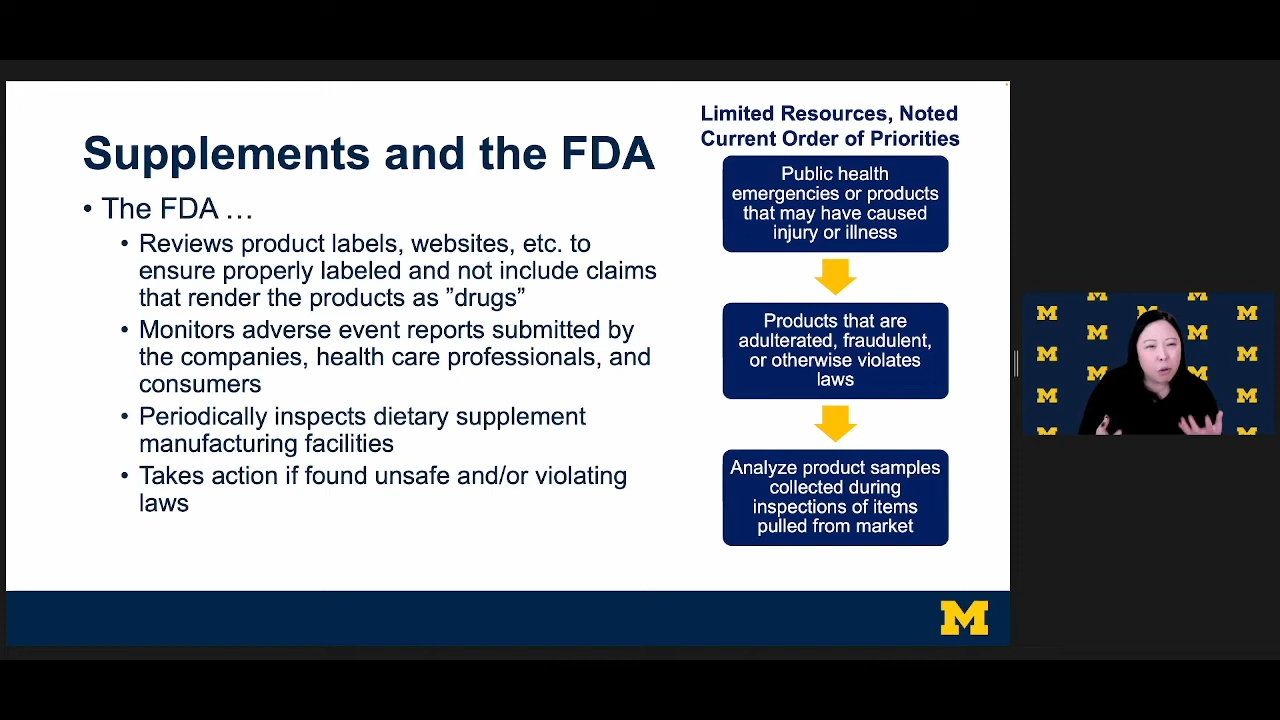 Supplements and the FDA
• The FDA …
• Reviews product labels, websites, etc. to
ensure properly labeled and not include claims
that render the products as ”drugs”
• Monitors adverse event reports submitted by
the companies, health care professionals, and
consumers
• Periodically inspects dietary supplement
manufacturing facilities
• Takes action if found unsafe and/or violating
laws
Limited Resources, Noted
Current Order of Priorities
Public health
emergencies or products
that may have caused
injury or illness
Products that are
adulterated, fraudulent,
or otherwise violates
laws
Analyze product samples
collected during
inspections of items
pulled from market
M